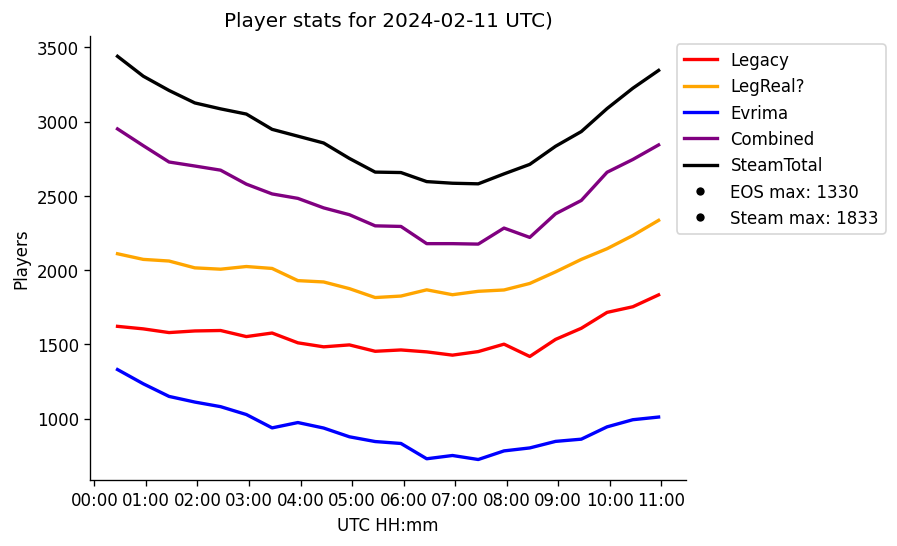 Player stats for 2024-02-11 UTC)
3500
3000
2500
2000
1500
1000
Players
00:00 01:00 02:00 03:00 04:00 05:00 06:00 07:00 08:00 09:00 10:00 11:00
UTC HH:mm
Legacy
LegReal?
Evrima
Combined
SteamTotal
EOS max: 1330
Steam max: 1833